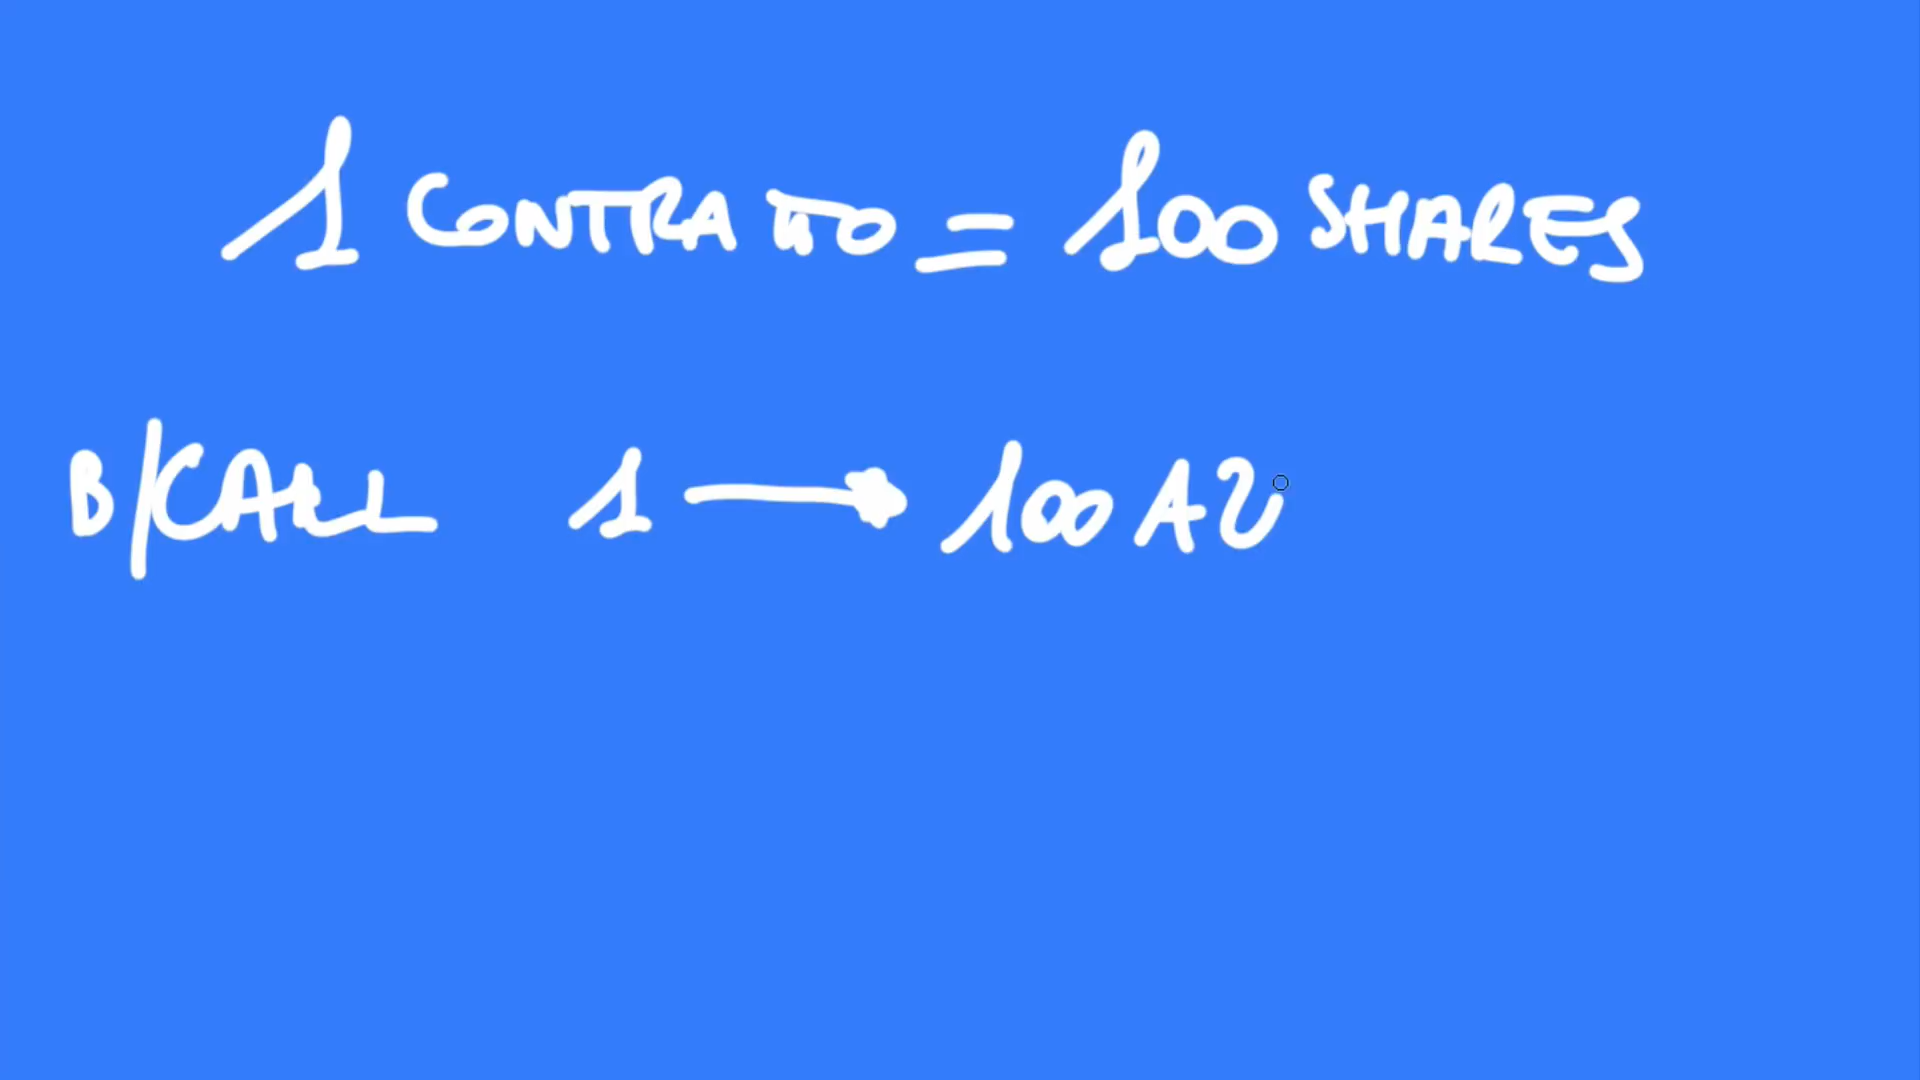 1 CONTRATTO = 100 SHARES
B/CALL 1 → 100 AZ